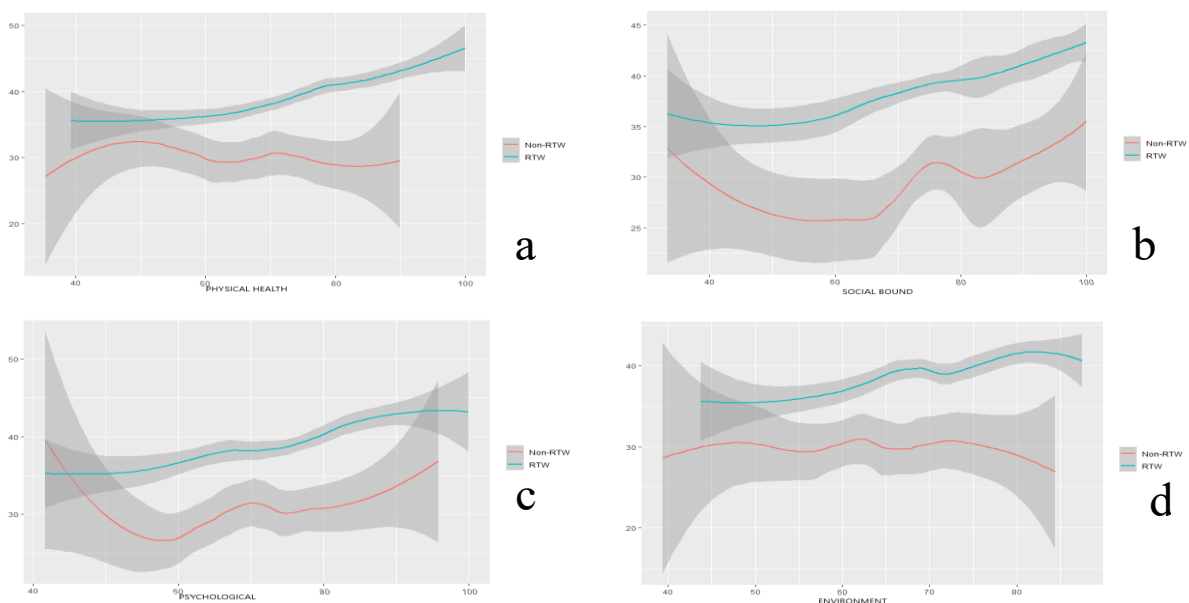 50
40
30
20
Non-RTW
RTW
a
40 60 80 100
PHYSICAL HEALTH
45
40
35
30
25
Non-RTW
RTW
b
40 60 80 100
SOCIAL BOUND
50
40
30
Non-RTW
RTW
c
40 60 80 100
PSYCHOLOGICAL
40
30
20
Non-RTW
RTW
d
40 50 60 70 80
ENVIRONMENT